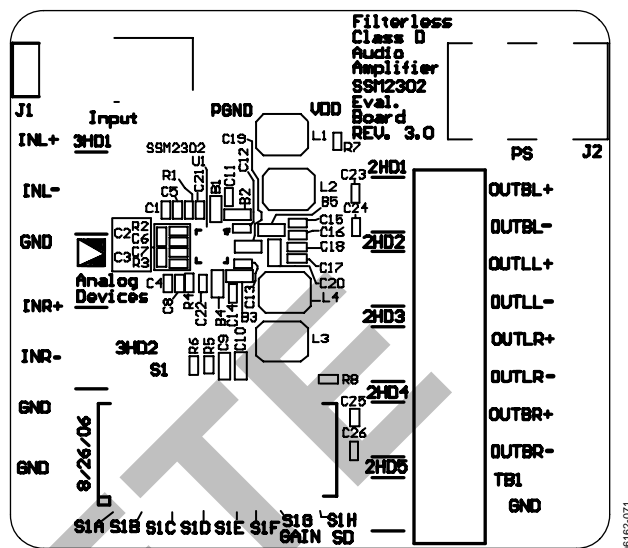 Filterless
Class D
Audio
Amplifier
SSM2302
Eval.
Board
REV. 3.0
J1
Input
PGND
VDD
PS
J2
INL+
3HD1
SSM2302
U1
C19
C12
L1
R7
2HD1
INL-
R1
C5
C21
B1
C11
B2
L2
C23
B5
OUTBL+
C1
C15
C24
OUTBL-
GND
C2
R2
C6
C7
C3
R3
C16
C18
C17
2HD2
OUTLL+
Analog
Devices
C4
C8
R4
C22
B4
C14
C13
B3
C20
L4
OUTLL-
INR+
2HD3
OUTLR+
INR-
3HD2
S1
R6
R5
C9
C10
L3
R8
OUTLR-
GND
2HD4
C25
OUTBR+
C26
OUTBR-
GND
8/26/06
2HD5
TB1
GND
S1A
S1B
S1C
S1D
S1E
S1F
S1G
S1H
GAIN
SD
TE
6162-071